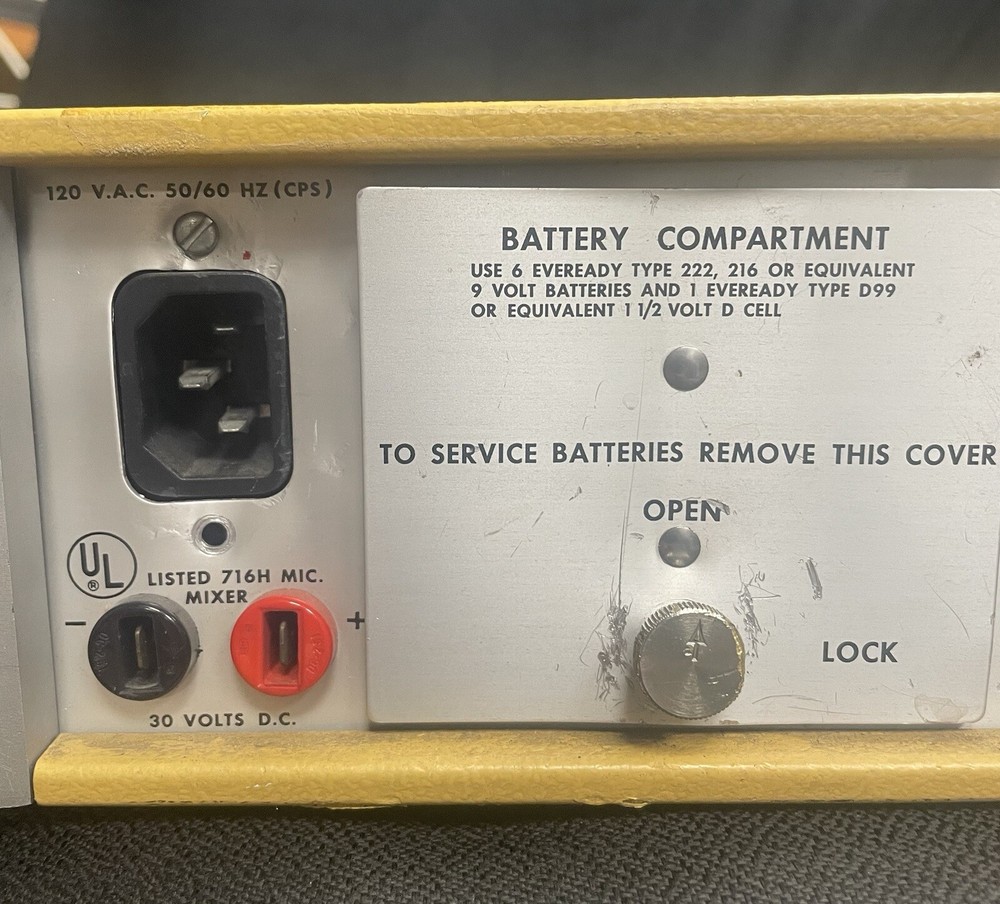 120 V.A.C. 50/60 HZ (CPS)
BATTERY COMPARTMENT
USE 6 EVEREADY TYPE 222, 216 OR EQUIVALENT
9 VOLT BATTERIES AND 1 EVEREADY TYPE D99
OR EQUIVALENT 1 1/2 VOLT D CELL
TO SERVICE BATTERIES REMOVE THIS COVER
OPEN
LOCK
UL
®
LISTED 716H MIC.
MIXER
− +
30 VOLTS D.C.